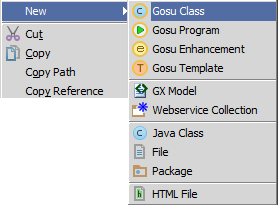 New
Cut
Copy
Copy Path
Copy Reference
Gosu Class
Gosu Program
Gosu Enhancement
Gosu Template
GX Model
Webservice Collection
Java Class
File
Package
HTML File